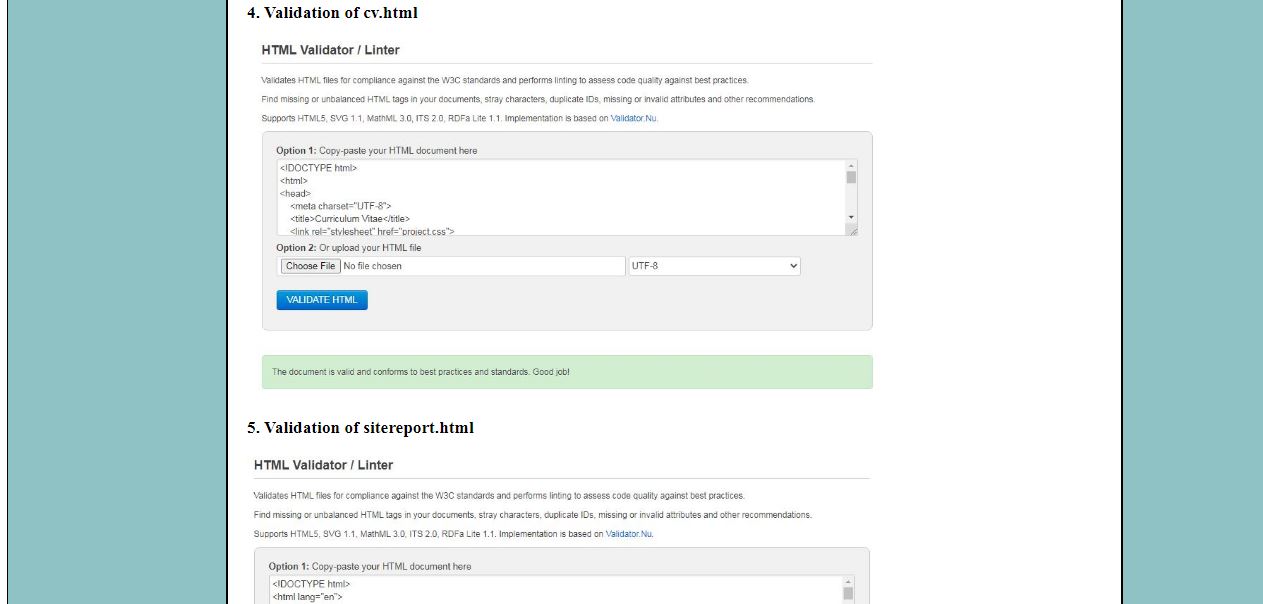 4. Validation of cv.html
HTML Validator / Linter
Validates HTML files for compliance against the W3C standards and performs linting to assess code quality against best practices.
Find missing or unbalanced HTML tags in your documents, stray characters, duplicate IDs, missing or invalid attributes and other recommendations.
Supports HTML5, SVG 1.1, MathML 3.0, ITS 2.0, RDFa Lite 1.1. Implementation is based on Validator.Nu.
Option 1: Copy-paste your HTML document here
<!DOCTYPE html>
<html>
<head>
<meta charset="UTF-8">
<title>Curriculum Vitae</title>
<link rel="stylesheet" href="project.css">
Option 2: Or upload your HTML file
Choose File No file chosen UTF-8
VALIDATE HTML
The document is valid and conforms to best practices and standards. Good job!
5. Validation of sitereport.html
HTML Validator / Linter
Validates HTML files for compliance against the W3C standards and performs linting to assess code quality against best practices.
Find missing or unbalanced HTML tags in your documents, stray characters, duplicate IDs, missing or invalid attributes and other recommendations.
Supports HTML5, SVG 1.1, MathML 3.0, ITS 2.0, RDFa Lite 1.1. Implementation is based on Validator.Nu.
Option 1: Copy-paste your HTML document here
<!DOCTYPE html>
<html lang="en">